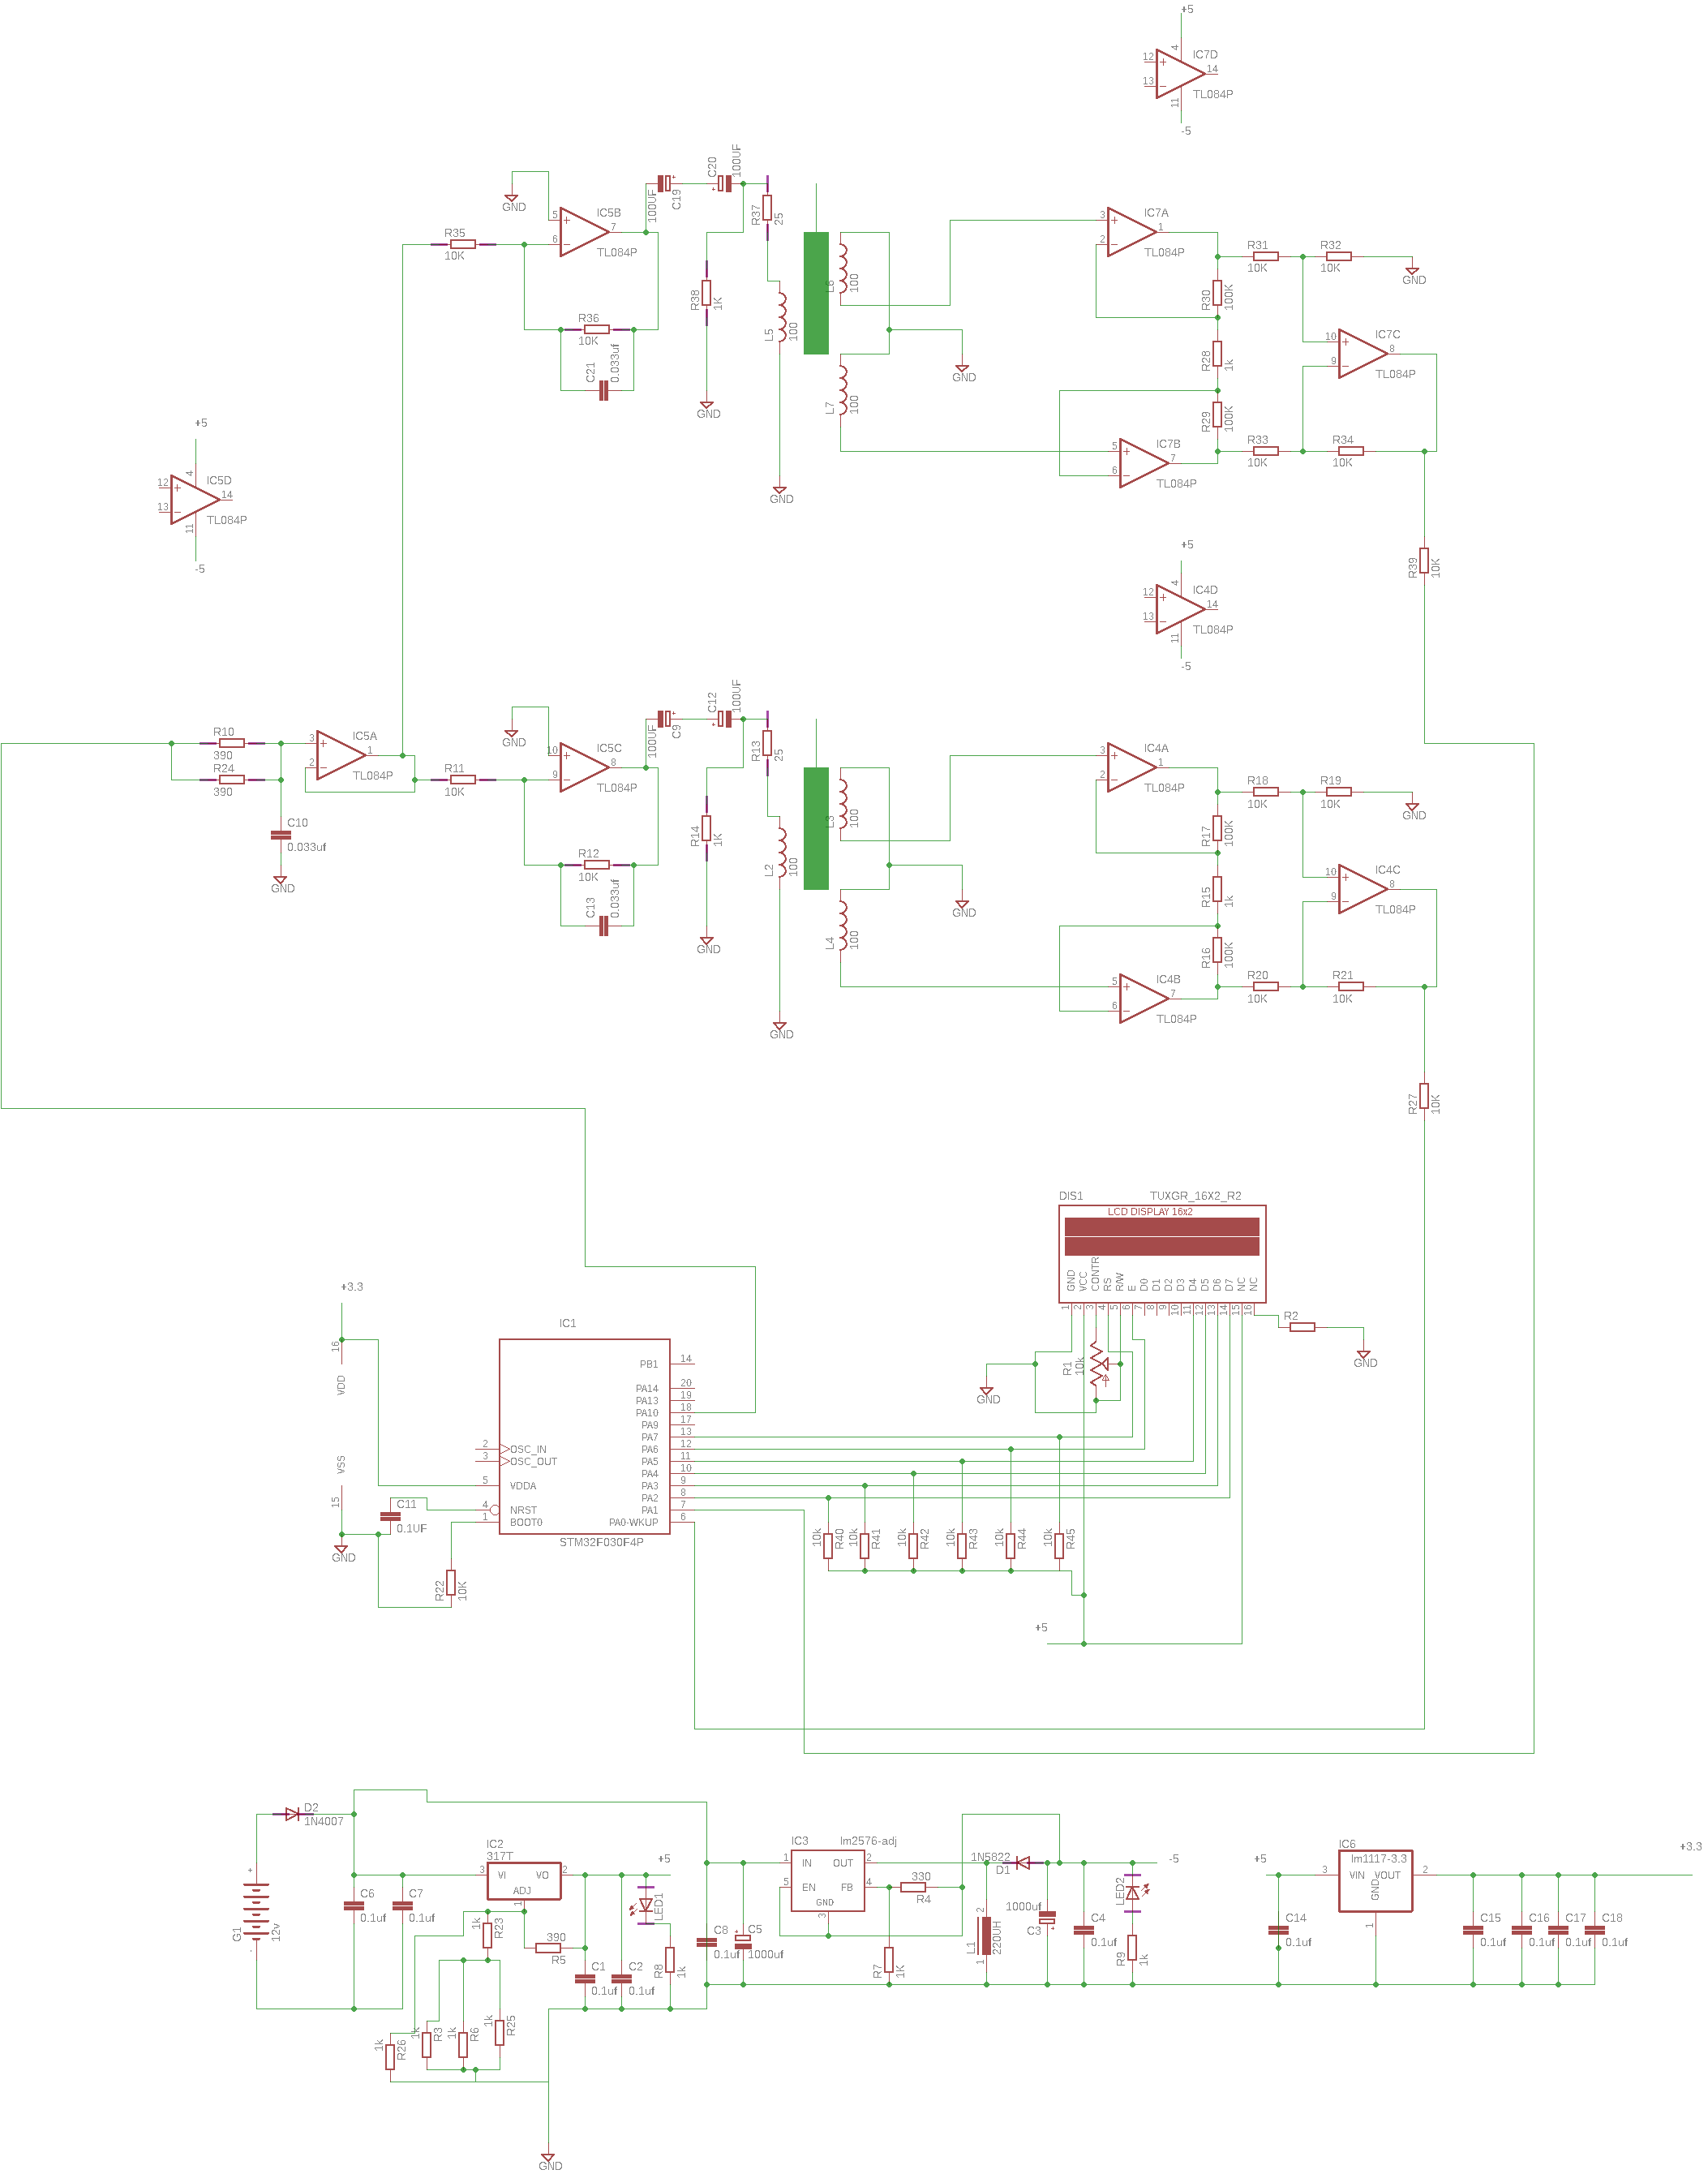 +5
4
12
IC7D
14
13
TL084P
11
-5
C20
100UF
100UF
C19
R37
25
GND
5
IC5B
7
6
TL084P
R35
10K
R38
1K
R36
10K
C21
0.033uf
GND
L5
100
GND
L6
100
L7
100
GND
3
IC7A
1
2
TL084P
R31
10K
R32
10K
GND
R30
100K
R28
1k
R29
100K
10
IC7C
8
9
TL084P
5
IC7B
7
6
TL084P
R33
10K
R34
10K
R39
10K
+5
4
12
IC5D
14
13
TL084P
11
-5
+5
4
12
IC4D
14
13
TL084P
11
-5
R10
390
R24
390
3
IC5A
1
2
TL084P
C10
0.033uf
GND
R11
10K
GND
10
IC5C
8
9
TL084P
100UF
C9
C12
100UF
R13
25
R14
1K
GND
R12
10K
C13
0.033uf
L2
100
GND
L3
100
L4
100
GND
3
IC4A
1
2
TL084P
R18
10K
R19
10K
GND
R17
100K
R15
1k
R16
100K
10
IC4C
8
9
TL084P
5
IC4B
7
6
TL084P
R20
10K
R21
10K
R27
10K
DIS1
TUXGR_16X2_R2
LCD DISPLAY 16x2
GND VCC CONTR RS R/W E D0 D1 D2 D3 D4 D5 D6 D7 NC NC
1 2 3 4 5 6 7 8 9 10 11 12 13 14 15 16
R2
GND
R1
10k
GND
+3.3
16
VDD
VSS
15
GND
C11
0.1UF
R22
10K
IC1
PB1 14
PA14 20
PA13 19
PA10 18
PA9 17
PA7 13
2 OSC_IN PA6 12
3 OSC_OUT PA5 11
PA4 10
5 VDDA PA3 9
PA2 8
4 NRST PA1 7
1 BOOT0 PA0-WKUP 6
STM32F030F4P
10k R40
10k R41
10k R42
10k R43
10k R44
10k R45
+5
D2
1N4007
G1
12v
+
-
C6
0.1uf
C7
0.1uf
IC2
317T
3 VI VO 2
ADJ
1
+5
1k R23
390
R5
C1
0.1uf
C2
0.1uf
LED1
R8
1k
1k R26
1k R3
1k R6
1k R25
GND
C8
0.1uf
C5
1000uf
IC3
lm2576-adj
1 IN OUT 2
5 EN FB 4
GND
3
330
R4
R7
1K
L1
220UH
2
1
1N5822
D1
1000uf
C3
C4
0.1uf
LED2
R9
1k
-5
+5
C14
0.1uf
IC6
lm1117-3.3
3 VIN VOUT 2
GND
1
C15
0.1uf
C16
0.1uf
C17
0.1uf
C18
0.1uf
+3.3